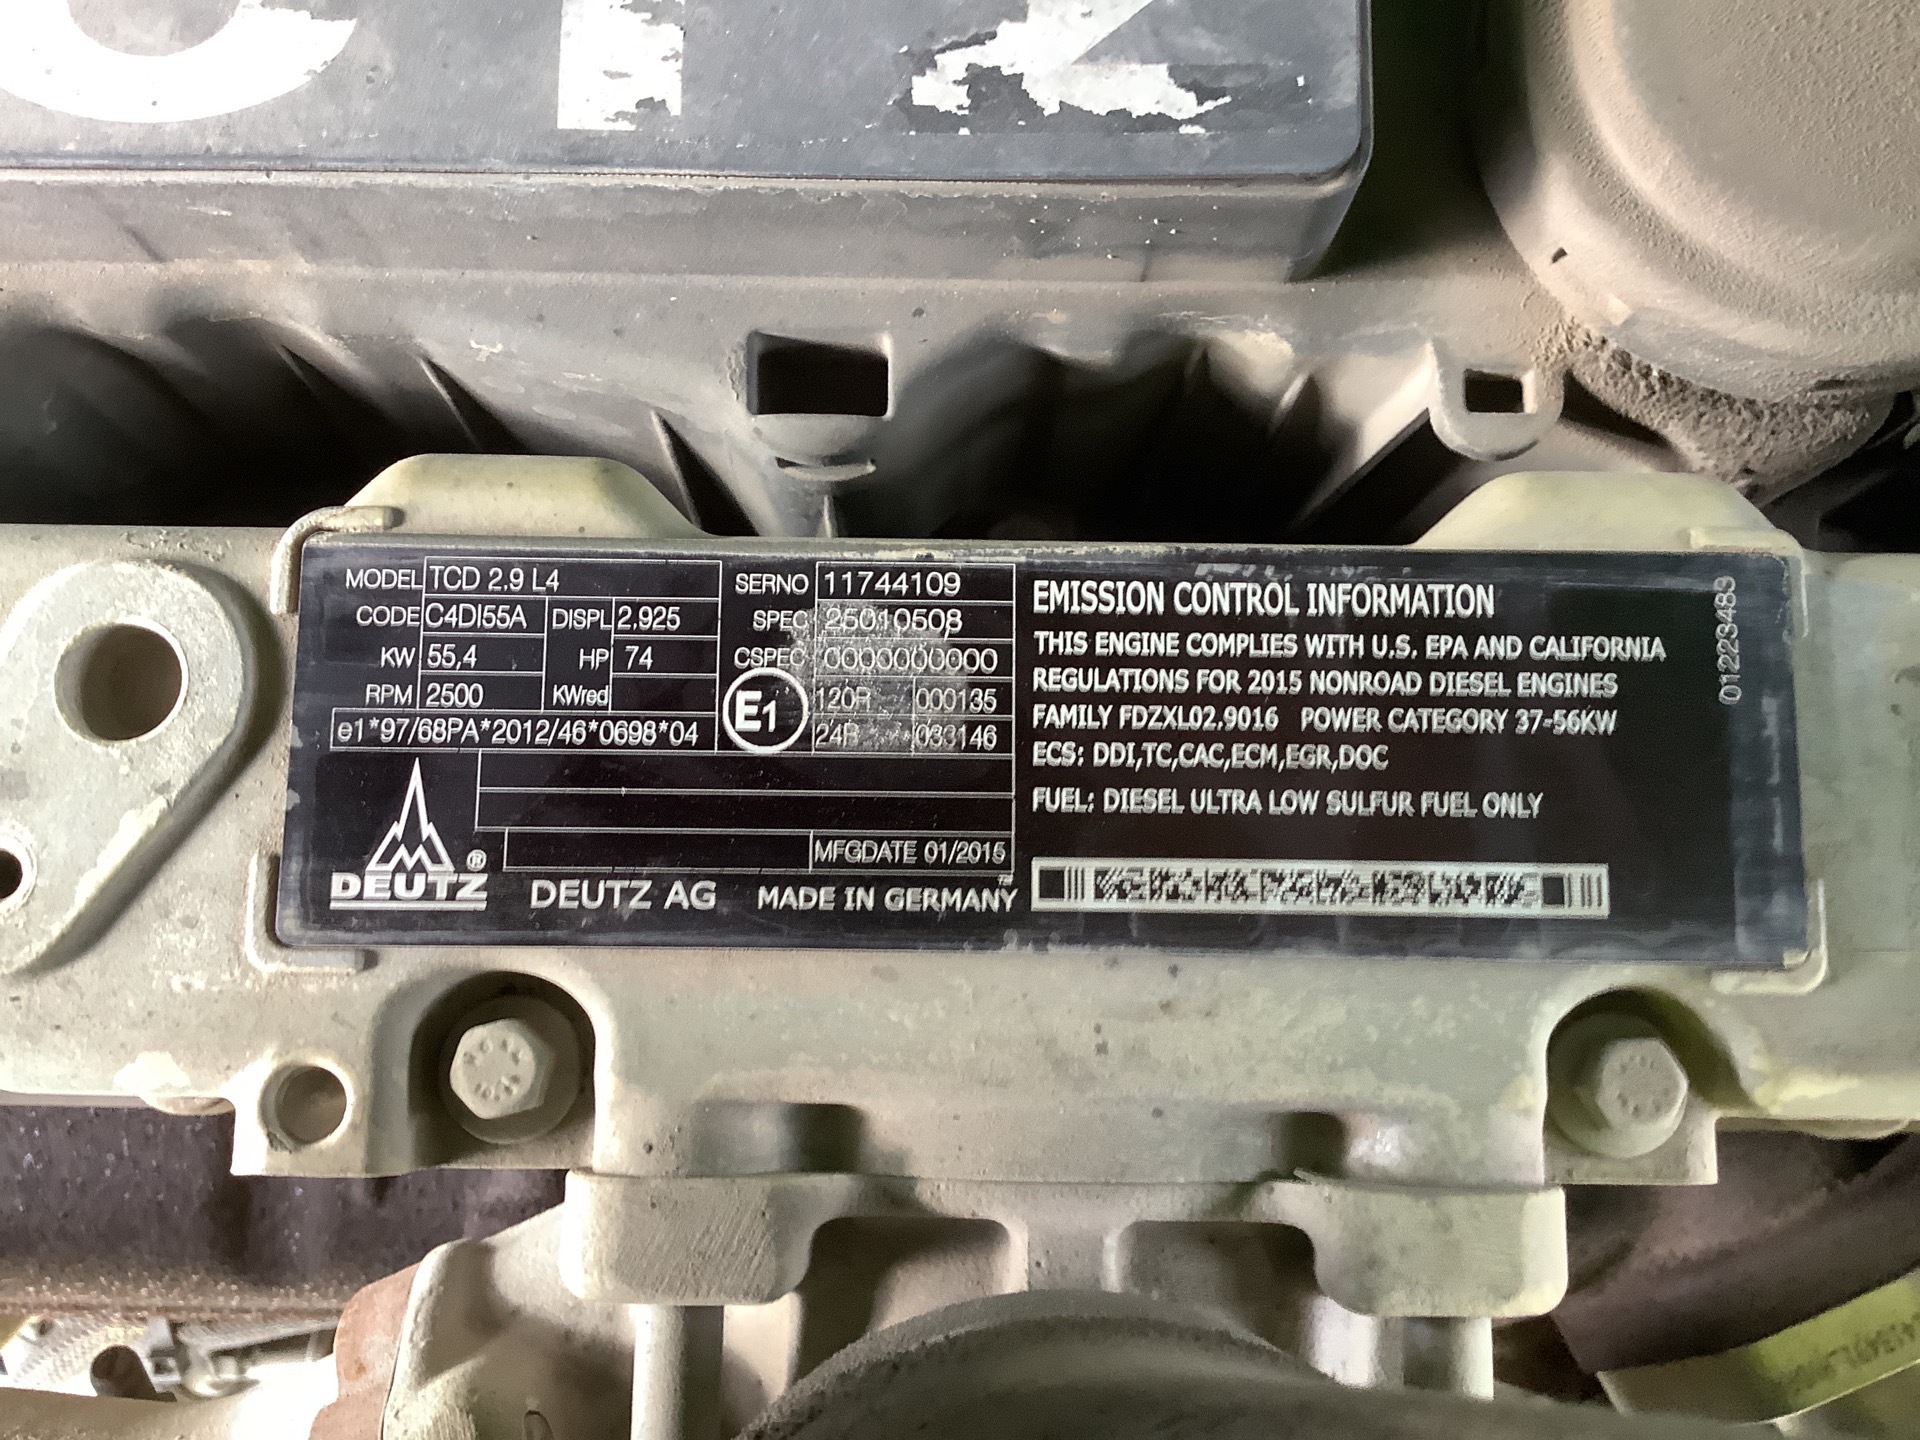 MODEL TCD 2.9 L4
CODE C4DI55A DISPL 2.925
KW 55,4 HP 74
RPM 2500 KWred
e1*97/68PA*2012/46*0698*04
SERNO 11744109
SPEC 25010508
CSPEC 0000000000
E1 120R 000135
24R 033146
MFGDATE 01/2015
DEUTZ ® DEUTZ AG MADE IN GERMANY
EMISSION CONTROL INFORMATION
THIS ENGINE COMPLIES WITH U.S. EPA AND CALIFORNIA
REGULATIONS FOR 2015 NONROAD DIESEL ENGINES
FAMILY FDZXL02.9016 POWER CATEGORY 37-56KW
ECS: DDI,TC,CAC,ECM,EGR,DOC
FUEL: DIESEL ULTRA LOW SULFUR FUEL ONLY
01223483